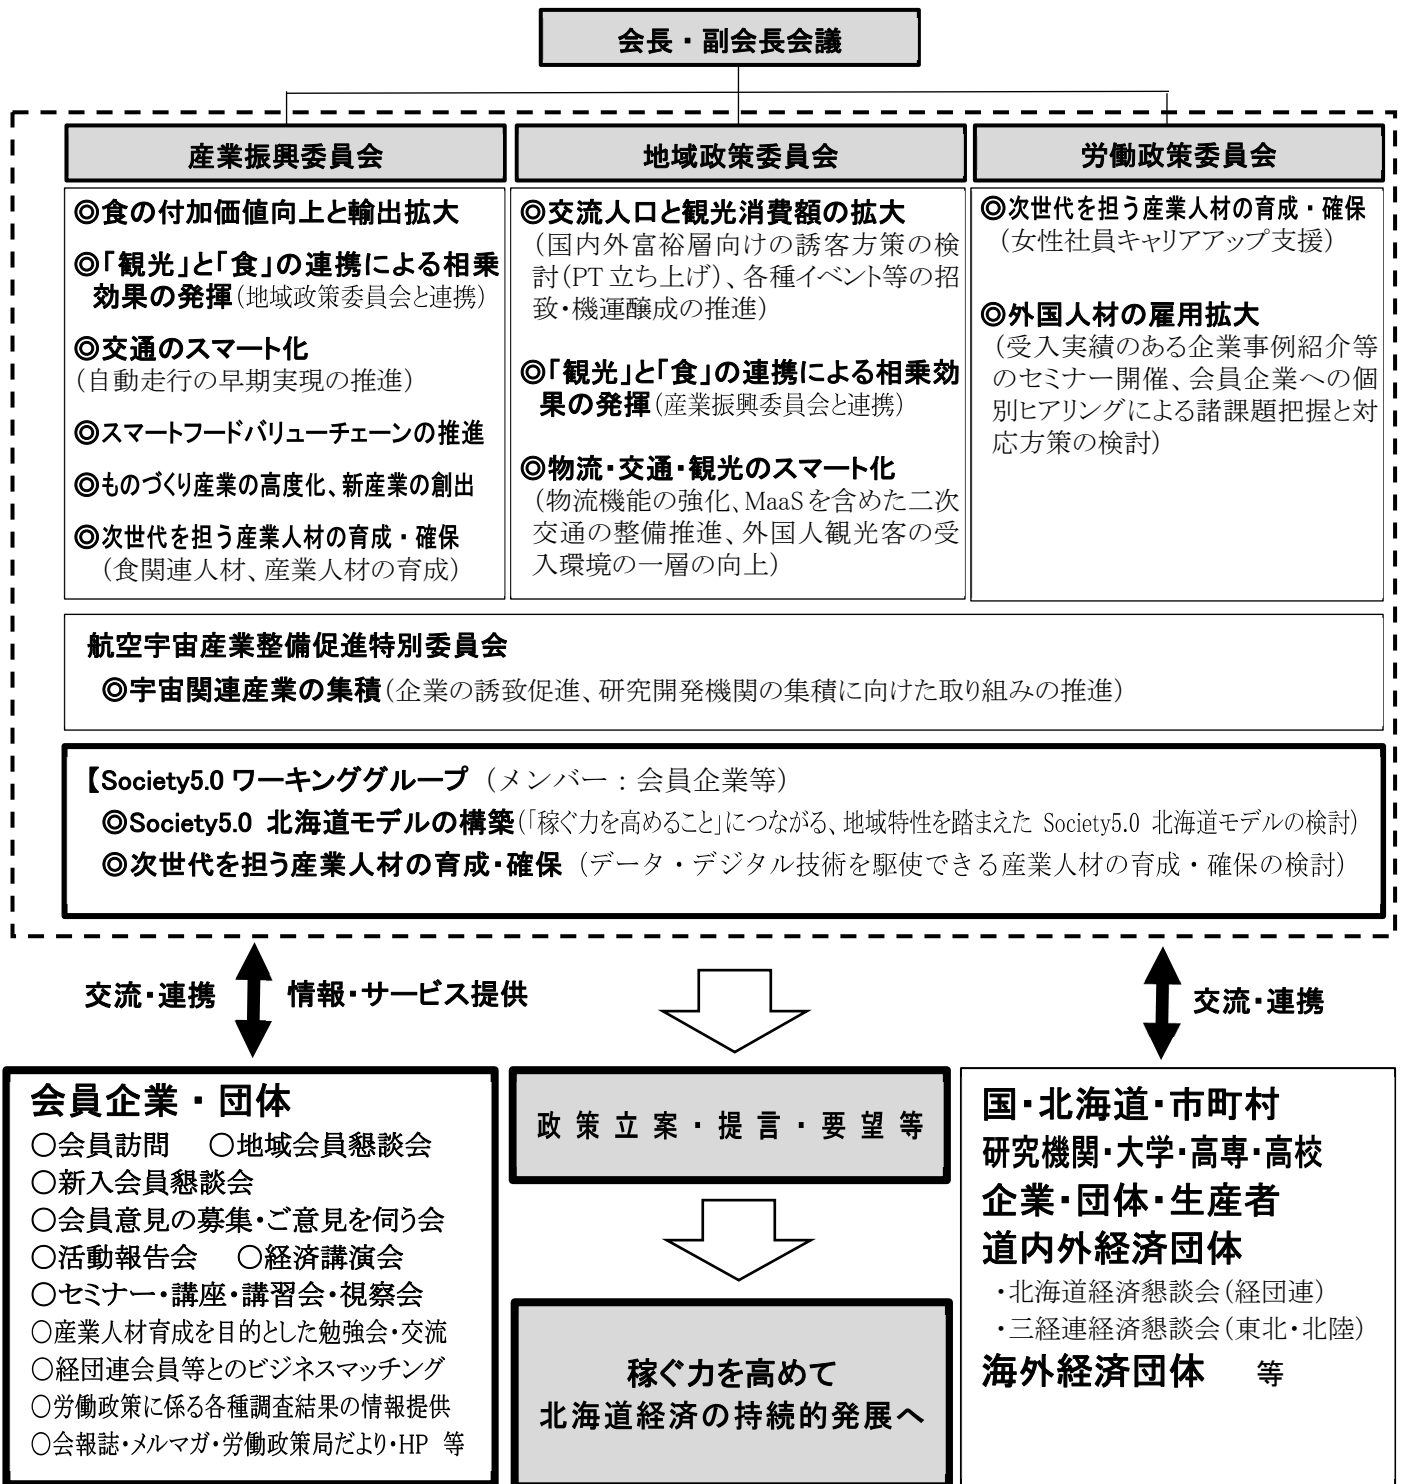 会長・副会長会議
産業振興委員会
◎食の付加価値向上と輸出拡大
◎「観光」と「食」の連携による相乗
効果の発揮(地域政策委員会と連携)
◎交通のスマート化
(自動走行の早期実現の推進)
◎スマートフードバリューチェーンの推進
◎ものづくり産業の高度化、新産業の創出
◎次世代を担う産業人材の育成・確保
(食関連人材、産業人材の育成)
地域政策委員会
◎交流人口と観光消費額の拡大
(国内外富裕層向けの誘客方策の検
討(PT立ち上げ)、各種イベント等の招
致・機運醸成の推進)
◎「観光」と「食」の連携による相乗効
果の発揮(産業振興委員会と連携)
◎物流・交通・観光のスマート化
(物流機能の強化、MaaSを含めた二次
交通の整備推進、外国人観光客の受
入環境の一層の向上)
労働政策委員会
◎次世代を担う産業人材の育成・確保
(女性社員キャリアアップ支援)
◎外国人材の雇用拡大
(受入実績のある企業事例紹介等
のセミナー開催、会員企業への個
別ヒアリングによる諸課題把握と対
応方策の検討)
航空宇宙産業整備促進特別委員会
◎宇宙関連産業の集積(企業の誘致促進、研究開発機関の集積に向けた取り組みの推進)
【Society5.0 ワーキンググループ (メンバー:会員企業等)
◎Society5.0 北海道モデルの構築(「稼ぐ力を高めること」につながる、地域特性を踏まえた Society5.0 北海道モデルの検討)
◎次世代を担う産業人材の育成・確保 (データ・デジタル技術を駆使できる産業人材の育成・確保の検討)
交流・連携
情報・サービス提供
交流・連携
会員企業・団体
○会員訪問 ○地域会員懇談会
○新入会員懇談会
○会員意見の募集・ご意見を伺う会
○活動報告会 ○経済講演会
○セミナー・講座・講習会・視察会
○産業人材育成を目的とした勉強会・交流
○経団連会員等とのビジネスマッチング
○労働政策に係る各種調査結果の情報提供
○会報誌・メルマガ・労働政策局だより・HP 等
政策立案・提言・要望等
稼ぐ力を高めて
北海道経済の持続的発展へ
国・北海道・市町村
研究機関・大学・高専・高校
企業・団体・生産者
道内外経済団体
・北海道経済懇談会(経団連)
・三経連経済懇談会(東北・北陸)
海外経済団体 等